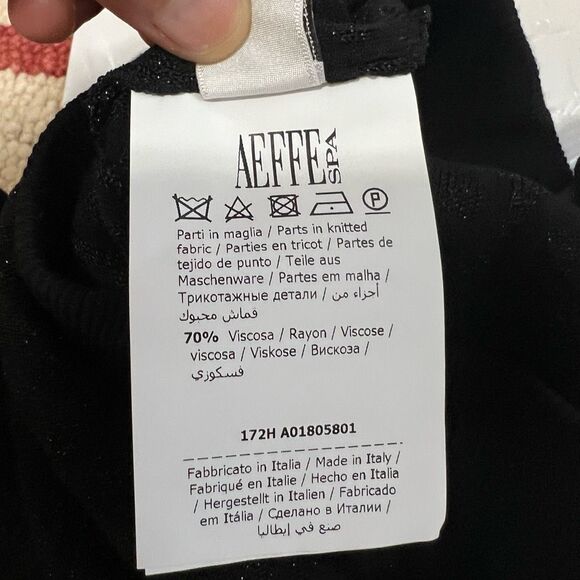 AEFFE SPA
P
Parti in maglia / Parts in knitted
fabric / Parties en tricot / Partes de
tejido de punto / Teile aus
Maschenware / Partes em malha /
Трикотажные детали / أجزاء من
قماش محبوك
70% Viscosa / Rayon / Viscose /
viscosa / Viskose / Вискоза /
فسكوزي
172H A01805801
Fabbricato in Italia / Made in Italy /
Fabriqué en Italie / Hecho en Italia
/ Hergestellt in Italien / Fabricado
em Itália / Сделано в Италии /
صنع في إيطاليا